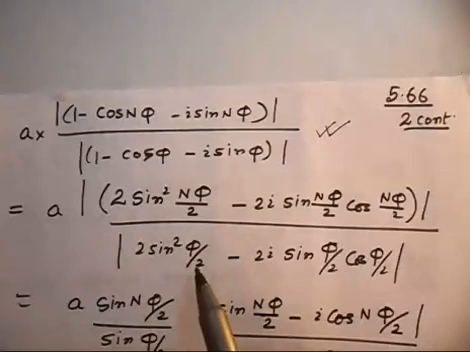 5.66
2 cont.
a x |(1 - cos Nφ - i sin Nφ)| / |(1 - cos φ - i sin φ)|
= a |(2 sin² Nφ/2 - 2i sin Nφ/2 cos Nφ/2)| / |2 sin² φ/2 - 2i sin φ/2 cos φ/2|
= a sin Nφ/2 / sin φ/ sin Nφ/2 - i cos Nφ/2|